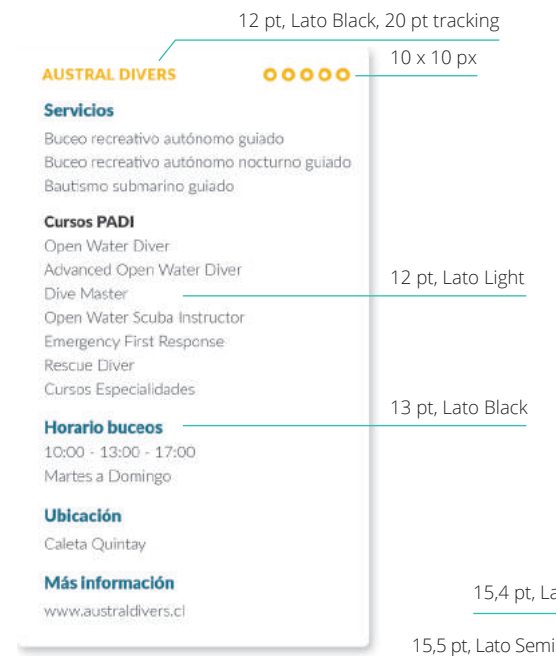 12 pt, Lato Black, 20 pt tracking
10 x 10 px
AUSTRAL DIVERS
Servicios
Buceo recreativo autónomo guiado
Buceo recreativo autónomo nocturno guiado
Bautismo submarino guiado
Cursos PADI
Open Water Diver
Advanced Open Water Diver
12 pt, Lato Light
Dive Master
Open Water Scuba Instructor
Emergency First Response
Rescue Diver
Cursos Especialidades
13 pt, Lato Black
Horario buceos
10:00 - 13:00 - 17:00
Martes a Domingo
Ubicación
Caleta Quintay
Más información
www.australdivers.cl
15,4 pt, La
15,5 pt, Lato Semi